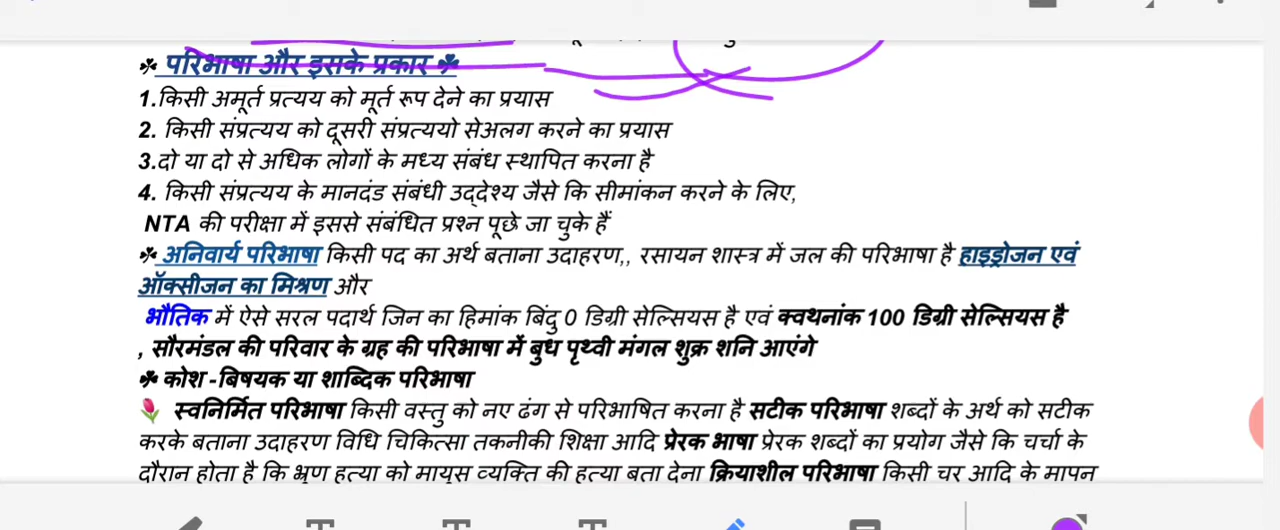 ☘ परिभाषा और इसके प्रकार ☘
1.किसी अमूर्त प्रत्यय को मूर्त रूप देने का प्रयास
2. किसी संप्रत्यय को दूसरी संप्रत्ययो सेअलग करने का प्रयास
3.दो या दो से अधिक लोगों के मध्य संबंध स्थापित करना है
4. किसी संप्रत्यय के मानदंड संबंधी उद्देश्य जैसे कि सीमांकन करने के लिए,
NTA की परीक्षा में इससे संबंधित प्रश्न पूछे जा चुके हैं
☘ अनिवार्य परिभाषा किसी पद का अर्थ बताना उदाहरण,, रसायन शास्त्र में जल की परिभाषा है हाइड्रोजन एवं
ऑक्सीजन का मिश्रण और
भौतिक में ऐसे सरल पदार्थ जिन का हिमांक बिंदु 0 डिग्री सेल्सियस है एवं क्वथनांक 100 डिग्री सेल्सियस है
, सौरमंडल की परिवार के ग्रह की परिभाषा में बुध पृथ्वी मंगल शुक्र शनि आएंगे
☘ कोश -बिषयक या शाब्दिक परिभाषा
🌷 स्वनिर्मित परिभाषा किसी वस्तु को नए ढंग से परिभाषित करना है सटीक परिभाषा शब्दों के अर्थ को सटीक
करके बताना उदाहरण विधि चिकित्सा तकनीकी शिक्षा आदि प्रेरक भाषा प्रेरक शब्दों का प्रयोग जैसे कि चर्चा के
दौरान होता है कि भ्रूण हत्या को मायूस व्यक्ति की हत्या बता देना क्रियाशील परिभाषा किसी चर आदि के मापन